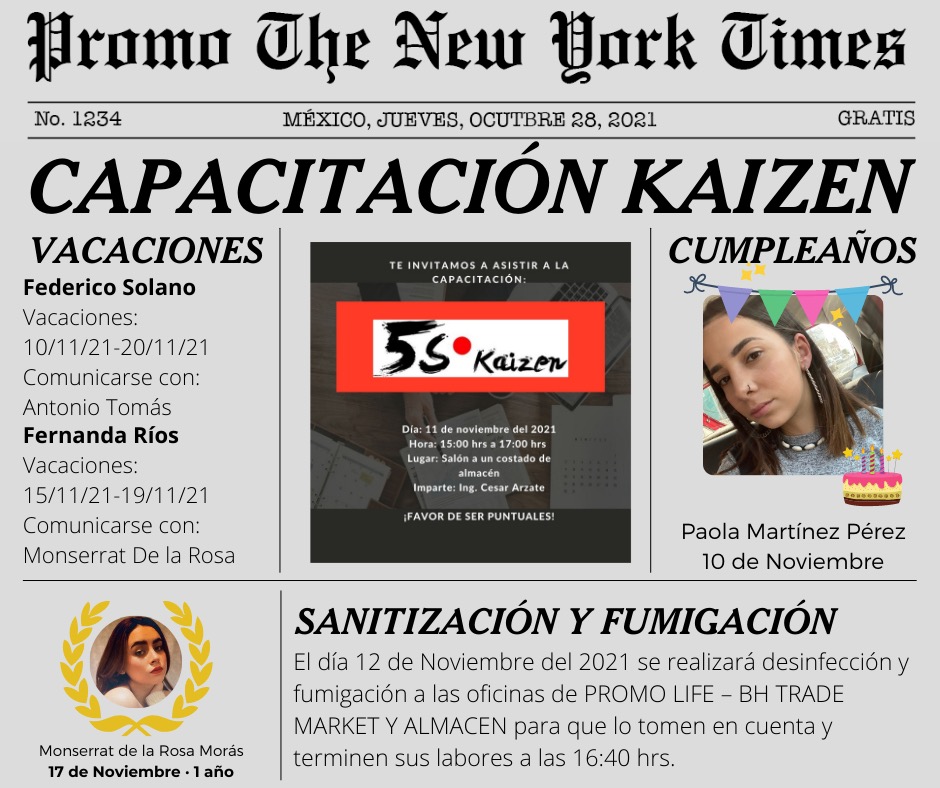 Promo The New York Times
No. 1234
MÉXICO, JUEVES, OCUTBRE 28, 2021
GRATIS
CAPACITACIÓN KAIZEN
VACACIONES
Federico Solano
Vacaciones:
10/11/21-20/11/21
Comunicarse con:
Antonio Tomás
Fernanda Ríos
Vacaciones:
15/11/21-19/11/21
Comunicarse con:
Monserrat De la Rosa
TE INVITAMOS A ASISTIR A LA
CAPACITACIÓN:
5S Kaizen
Día: 11 de noviembre del 2021
Hora: 15:00 hrs a 17:00 hrs
Lugar: Salón a un costado de
almacén
Imparte: Ing. Cesar Arzate
¡FAVOR DE SER PUNTUALES!
CUMPLEAÑOS
Paola Martínez Pérez
10 de Noviembre
Monserrat de la Rosa Morás
17 de Noviembre · 1 año
SANITIZACIÓN Y FUMIGACIÓN
El día 12 de Noviembre del 2021 se realizará desinfección y
fumigación a las oficinas de PROMO LIFE – BH TRADE
MARKET Y ALMACEN para que lo tomen en cuenta y
terminen sus labores a las 16:40 hrs.